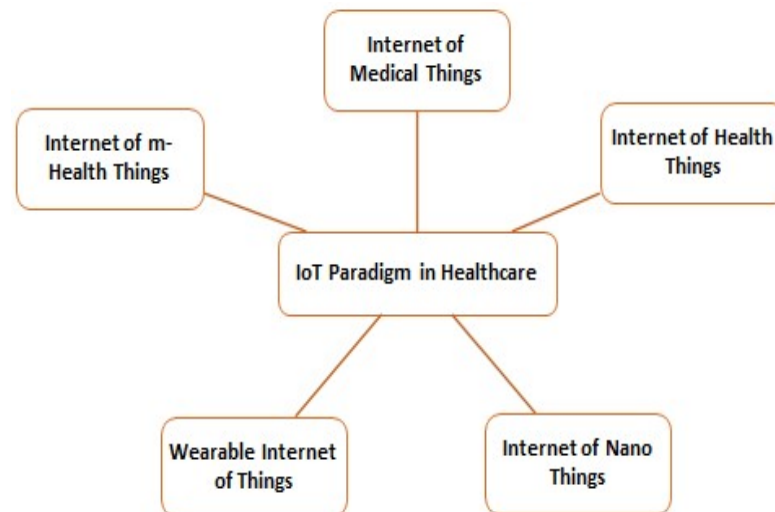 Internet of
Medical Things
Internet of m-
Health Things
Internet of Health
Things
IoT Paradigm in Healthcare
Wearable Internet
of Things
Internet of Nano
Things